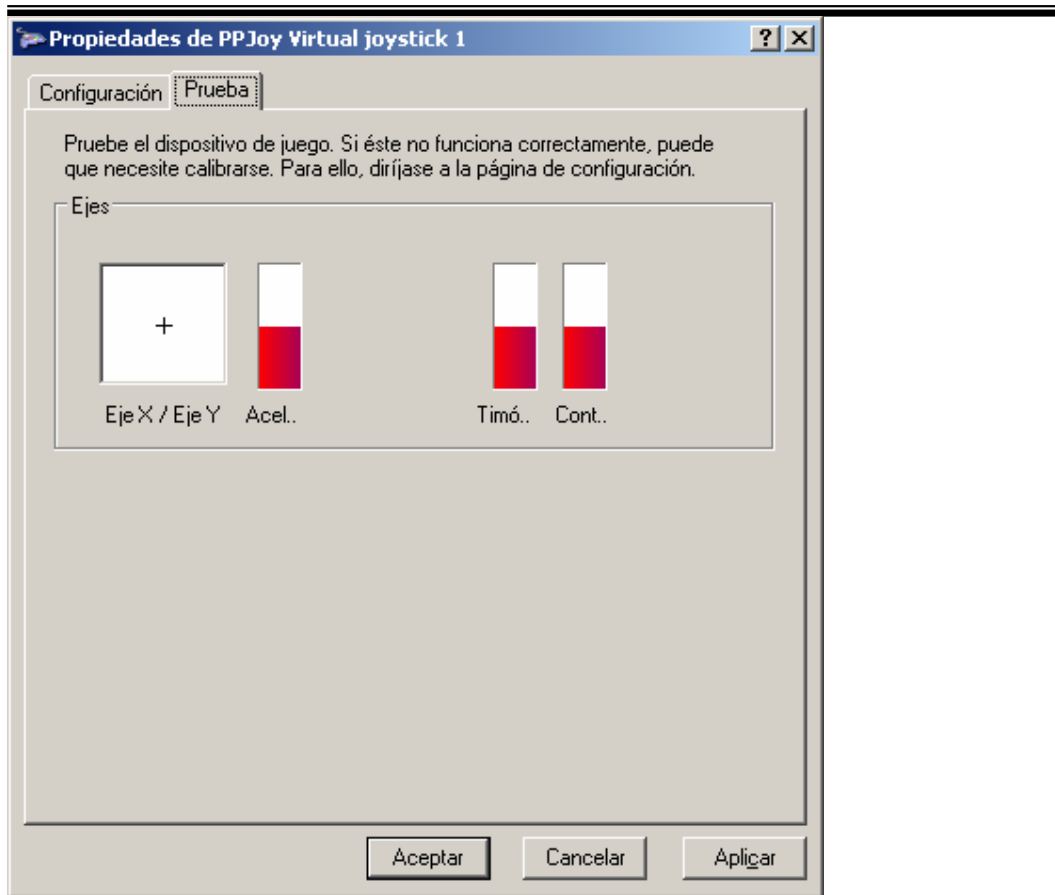 Propiedades de PPJoy Virtual joystick 1
Configuración Prueba
Pruebe el dispositivo de juego. Si éste no funciona correctamente, puede
que necesite calibrarse. Para ello, diríjase a la página de configuración.
Ejes
Eje X / Eje Y Acel.. Timó.. Cont..
Aceptar Cancelar Aplicar